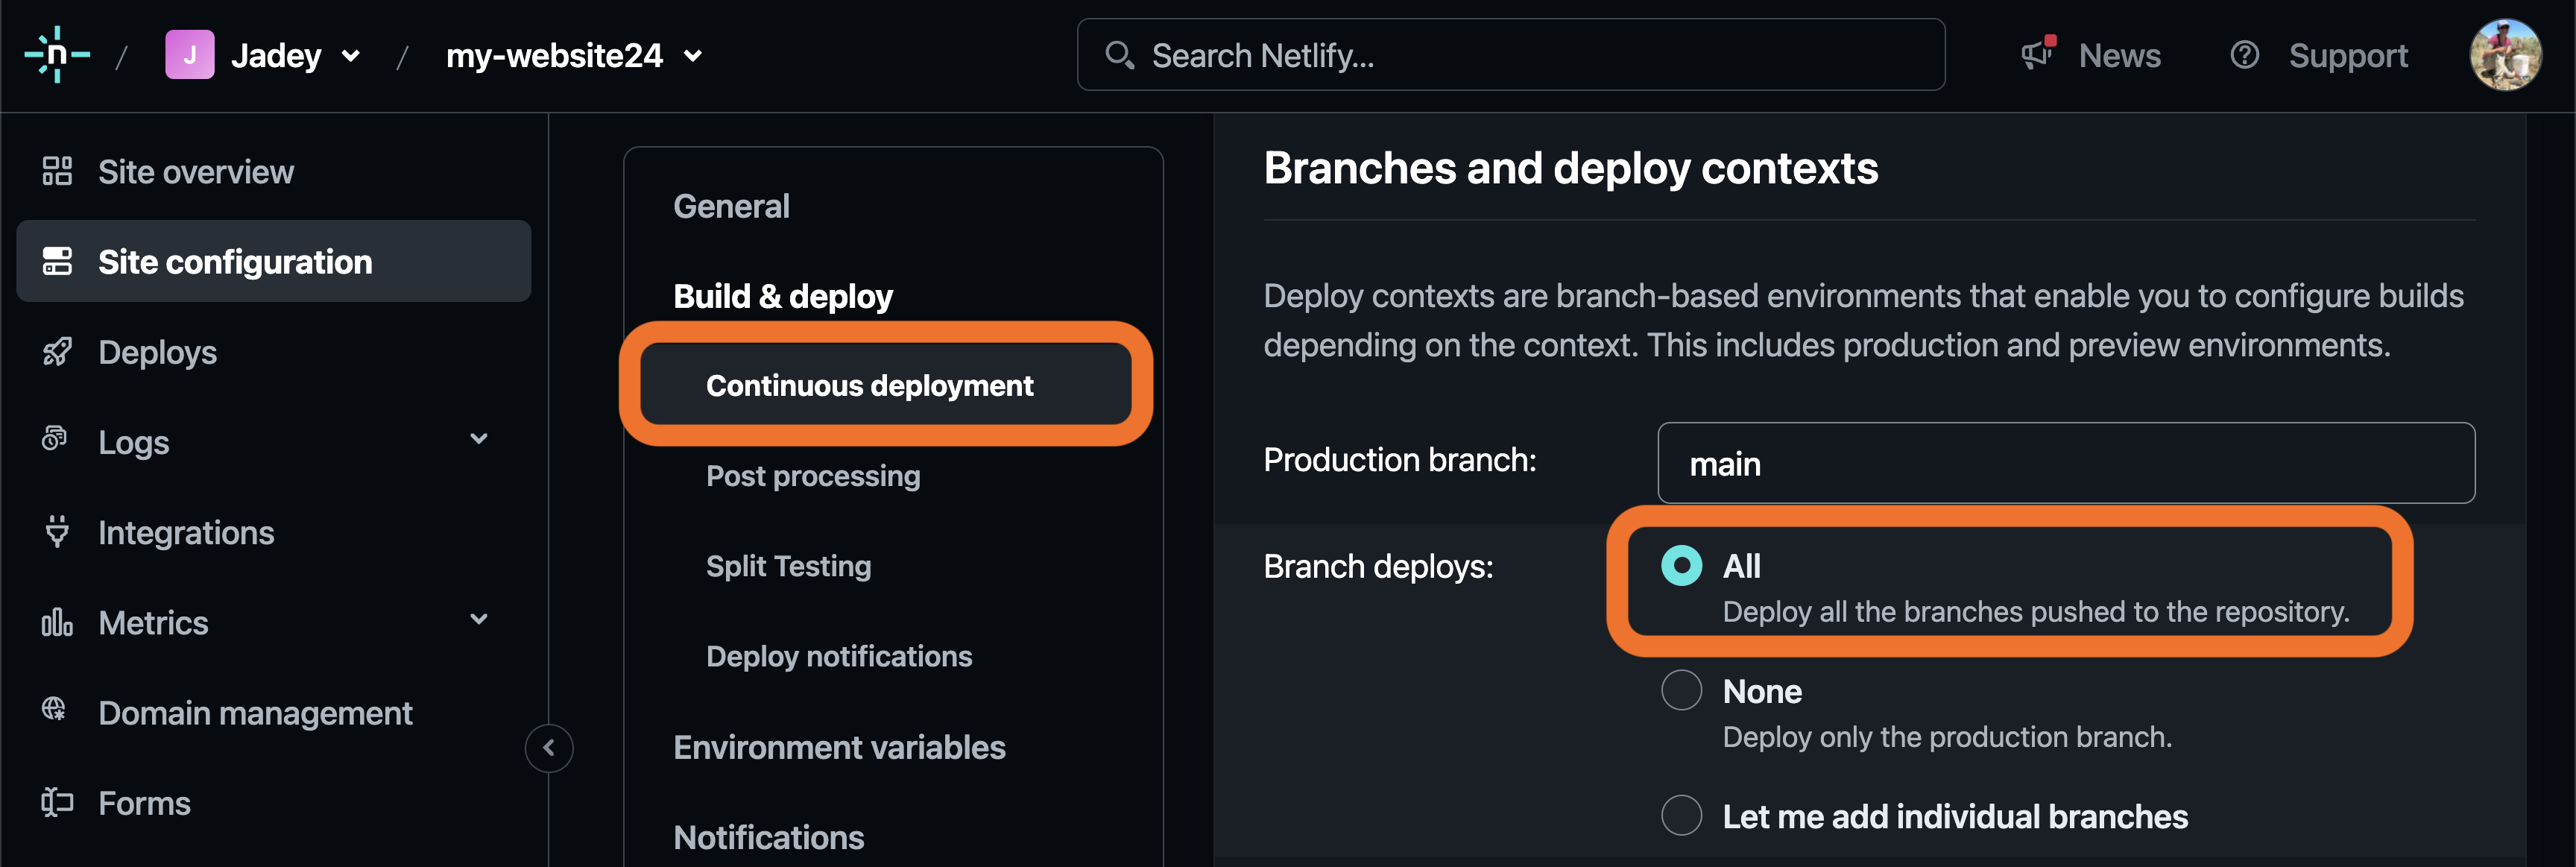 n / J Jadey / my-website24
Search Netlify...
News
Support
Site overview
Site configuration
Deploys
Logs
Integrations
Metrics
Domain management
Forms
General
Build & deploy
Continuous deployment
Post processing
Split Testing
Deploy notifications
Environment variables
Notifications
Branches and deploy contexts
Deploy contexts are branch-based environments that enable you to configure builds
depending on the context. This includes production and preview environments.
Production branch:
main
Branch deploys:
All
Deploy all the branches pushed to the repository.
None
Deploy only the production branch.
Let me add individual branches